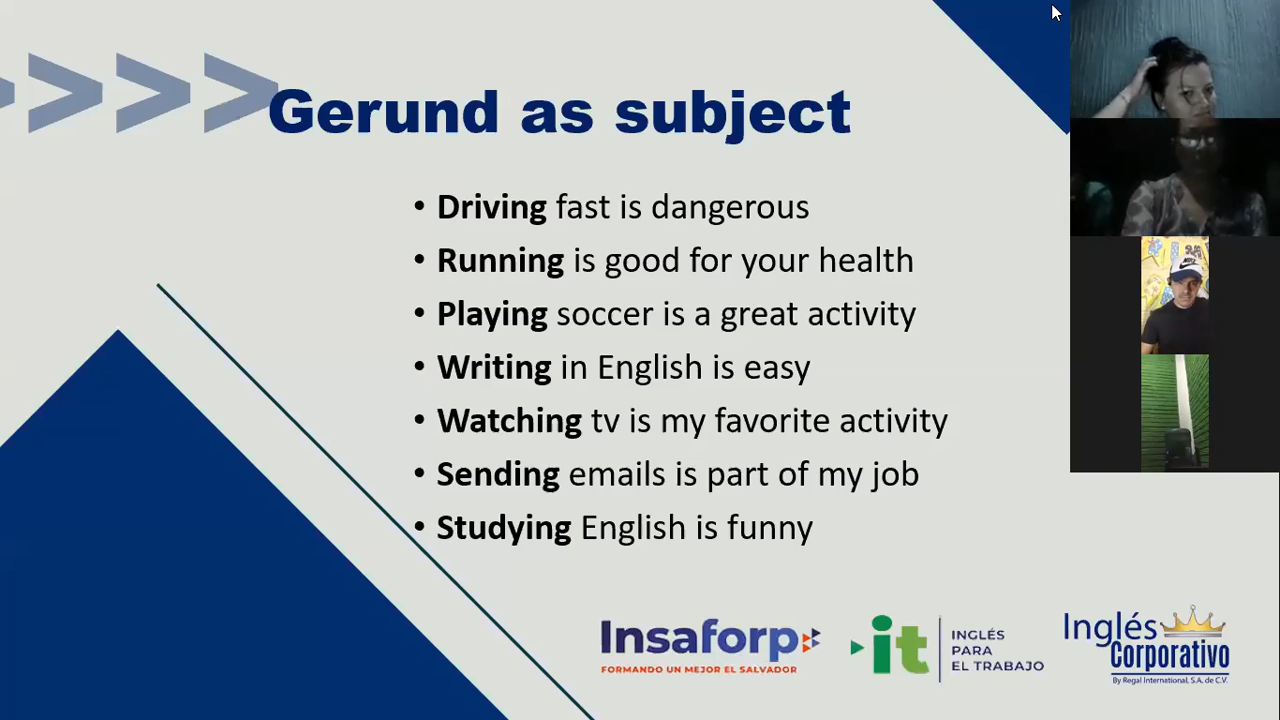 Gerund as subject
• Driving fast is dangerous
• Running is good for your health
• Playing soccer is a great activity
• Writing in English is easy
• Watching tv is my favorite activity
• Sending emails is part of my job
• Studying English is funny
Insaforp
FORMANDO UN MEJOR EL SALVADOR
it
INGLÉS
PARA
EL TRABAJO
Inglés
Corporativo
By Regal International, S.A. de C.V.